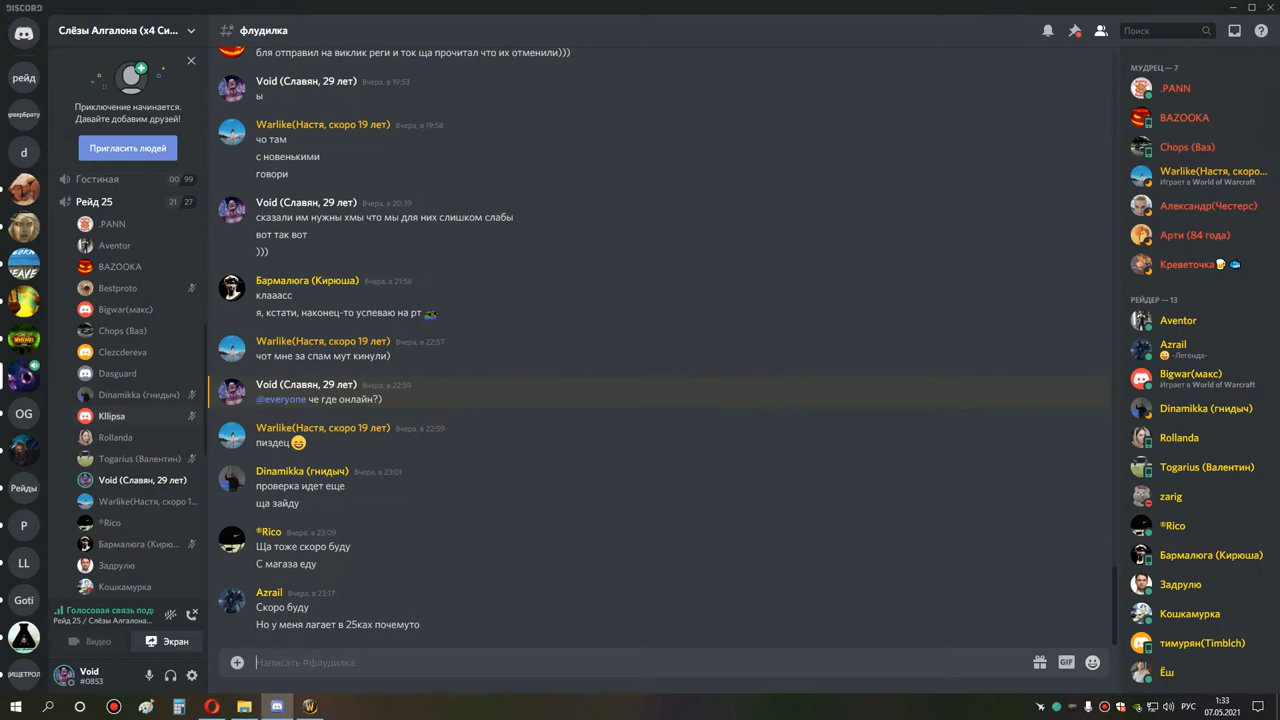 DISCORD
рейд
рверБрату
d
OG
Рейды
P
LL
Goti
ЗИЩЕТРОЛ
Слёзы Алгалона (x4 Си...
Приключение начинается.
Давайте добавим друзей!
Пригласить людей
Гостиная 00 99
Рейд 25 21 27
.PANN
Aventor
BAZOOKA
Bestproto
Bigwar(макс)
Chops (Ваз)
Clezcdereva
Dasguard
Dinamikka (гнидыч)
Kllipsa
Rollanda
Togarius (Валентин)
Void (Славян, 29 лет)
Warlike(Настя, скоро 1...
®Rico
Бармалюга (Кирю...
Задрулю
Кошкамурка
Голосовая связь под
Рейд 25 / Слёзы Алгалона...
Видео Экран
Void
#0853
флудилка
Поиск
бля отправил на виклик реги и ток ща прочитал что их отменили)))
Void (Славян, 29 лет) Вчера, в 19:53
ы
Warlike(Настя, скоро 19 лет) Вчера, в 19:58
чо там
с новенькими
говори
Void (Славян, 29 лет) Вчера, в 20:39
сказали им нужны хмы что мы для них слишком слабы
вот так вот
)))
Бармалюга (Кирюша) Вчера, в 21:56
клаaасс
я, кстати, наконец-то успеваю на рт
Warlike(Настя, скоро 19 лет) Вчера, в 22:57
чот мне за спам мут кинули)
Void (Славян, 29 лет) Вчера, в 22:59
@everyone че где онлайн?)
Warlike(Настя, скоро 19 лет) Вчера, в 22:59
пиздец
Dinamikka (гнидыч) Вчера, в 23:01
проверка идет еще
ща зайду
®Rico Вчера, в 23:09
Ща тоже скоро буду
С магаза еду
Azrail Вчера, в 23:17
Скоро буду
Но у меня лагает в 25ках почемуто
Написать #флудилка
GIF
МУДРЕЦ — 7
.PANN
BAZOOKA
Chops (Ваз)
Warlike(Настя, скоро...
Играет в World of Warcraft
Александр(Честерс)
Арти (84 года)
Креветочка
РЕЙДЕР — 13
Aventor
Azrail
-Легенда-
Bigwar(макс)
Играет в World of Warcraft
Dinamikka (гнидыч)
Rollanda
Togarius (Валентин)
zarig
®Rico
Бармалюга (Кирюша)
Задрулю
Кошкамурка
тимурян(Timblch)
Ёш
РУС
1:33
07.05.2021